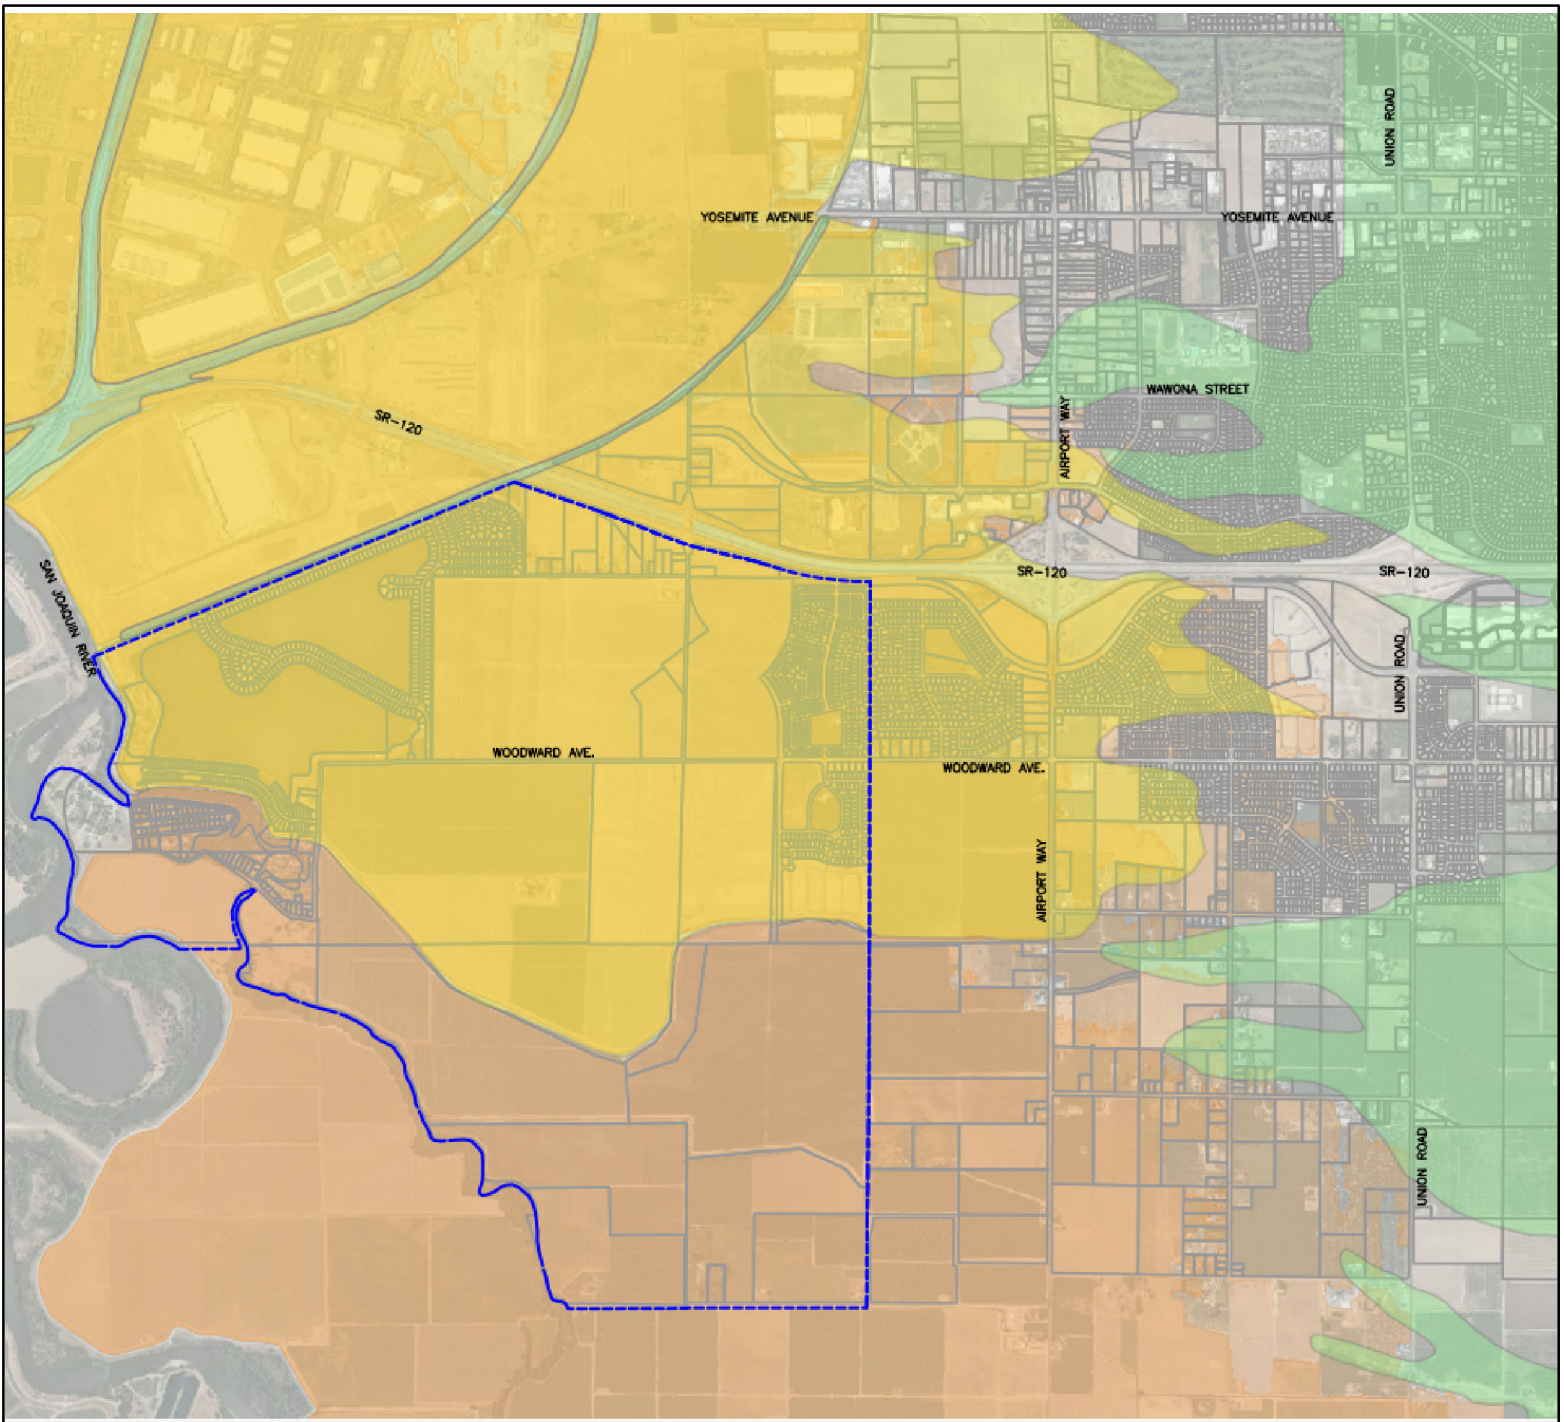 UNION ROAD
YOSEMITE AVENUE
YOSEMITE AVENUE
WAWONA STREET
SR-120
AIRPORT WAY
SAN JOAQUIN RIVER
SR-120
SR-120
UNION ROAD
WOODWARD AVE.
WOODWARD AVE.
AIRPORT WAY
UNION ROAD